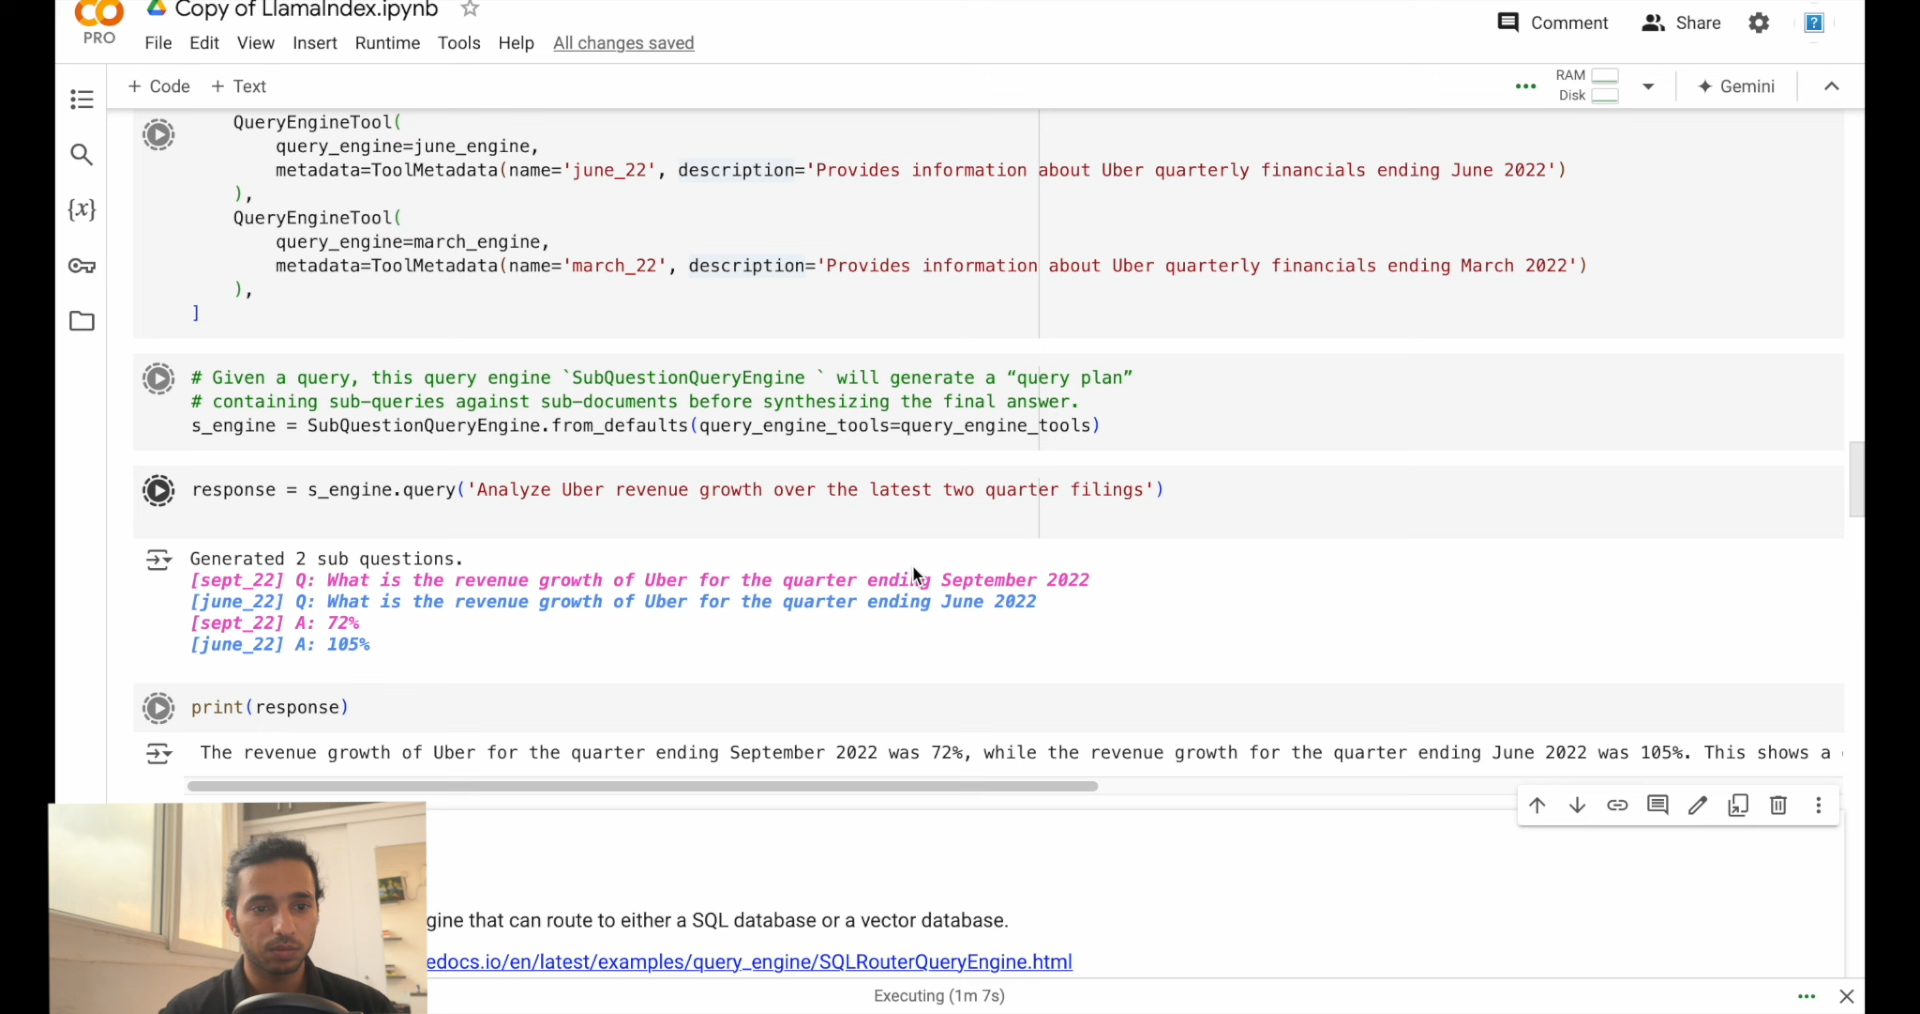 Copy of LlamaIndex.ipynb
PRO
File Edit View Insert Runtime Tools Help All changes saved
Comment Share
+ Code + Text
RAM
Disk
Gemini
QueryEngineTool(
query_engine=june_engine,
metadata=ToolMetadata(name='june_22', description='Provides information about Uber quarterly financials ending June 2022')
),
QueryEngineTool(
query_engine=march_engine,
metadata=ToolMetadata(name='march_22', description='Provides information about Uber quarterly financials ending March 2022')
),
]
# Given a query, this query engine `SubQuestionQueryEngine ` will generate a “query plan”
# containing sub-queries against sub-documents before synthesizing the final answer.
s_engine = SubQuestionQueryEngine.from_defaults(query_engine_tools=query_engine_tools)
response = s_engine.query('Analyze Uber revenue growth over the latest two quarter filings')
Generated 2 sub questions.
[sept_22] Q: What is the revenue growth of Uber for the quarter ending September 2022
[june_22] Q: What is the revenue growth of Uber for the quarter ending June 2022
[sept_22] A: 72%
[june_22] A: 105%
print(response)
The revenue growth of Uber for the quarter ending September 2022 was 72%, while the revenue growth for the quarter ending June 2022 was 105%. This shows a
gine that can route to either a SQL database or a vector database.
edocs.io/en/latest/examples/query_engine/SQLRouterQueryEngine.html
Executing (1m 7s)